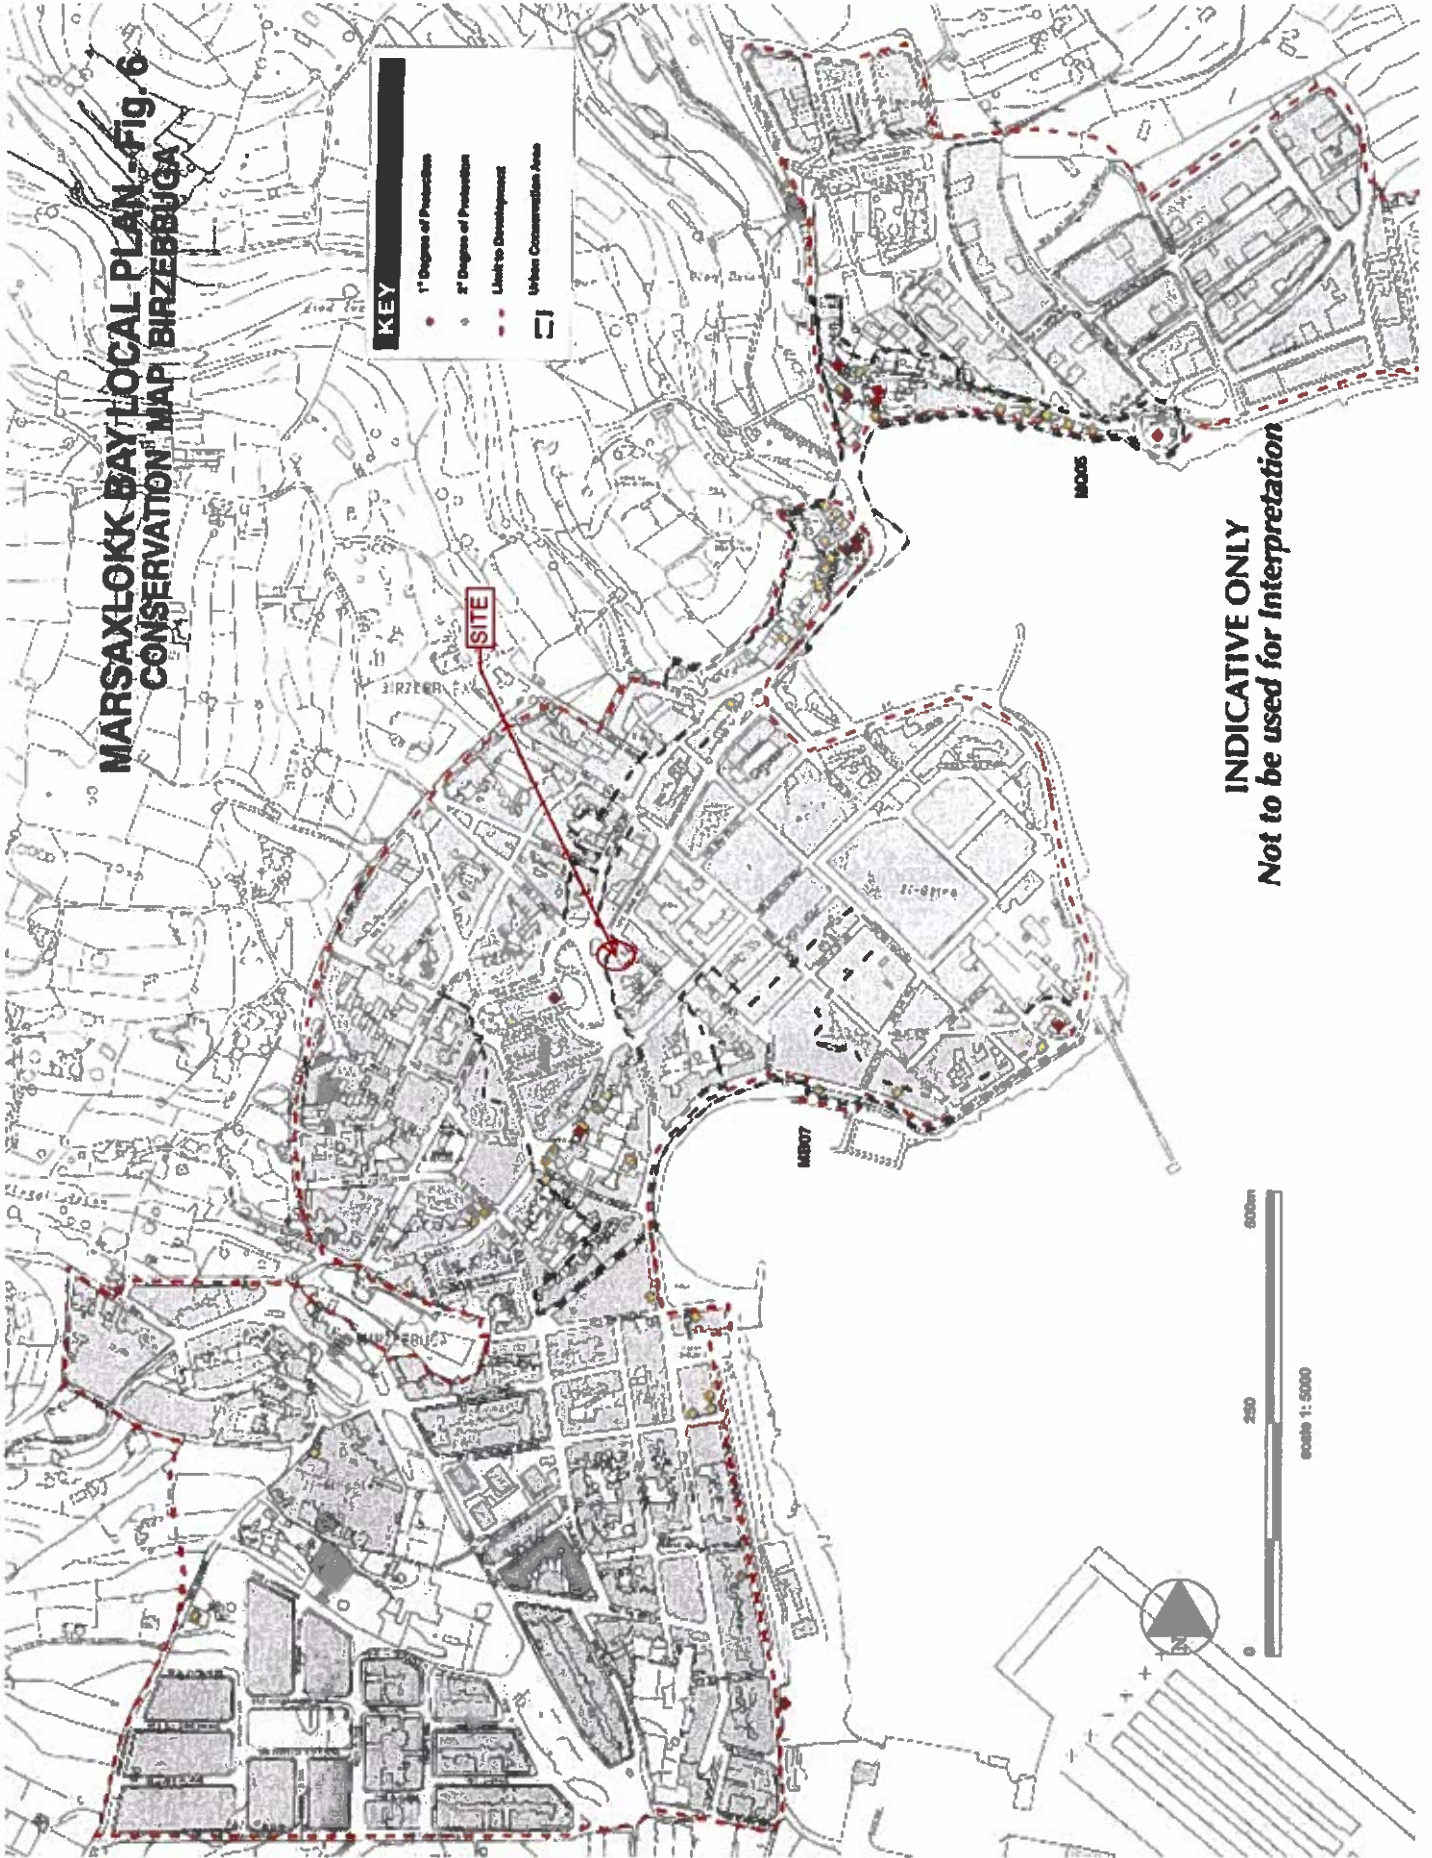 MARSAXLOKK BAY LOCAL PLAN - Fig. 6
CONSERVATION MAP BIRZEBBUGA
KEY
1° Degree of Protection
2° Degree of Protection
Limit to Development
Urban Conservation Area
SITE
MQ05
MB07
INDICATIVE ONLY
Not to be used for Interpretation
0 250 500m
scale 1: 5000
N